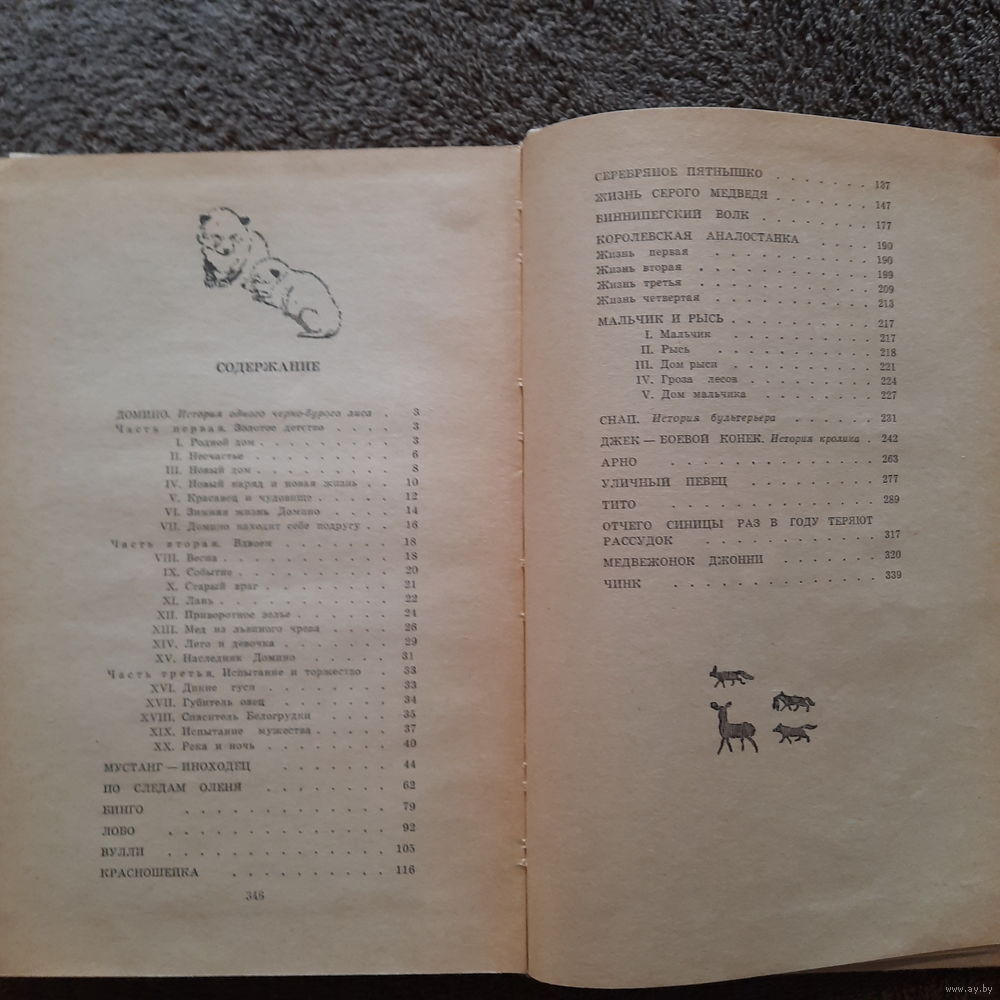 СОДЕРЖАНИЕ
ДОМИНО. История одного черно-бурого лиса . 3
Часть первая. Золотое детство . . . . 3
I. Родной дом . . . . . . . . . 3
II. Несчастье . . . . . . . . . . 6
III. Новый дом . . . . . . . . . 8
IV. Новый наряд и новая жизнь . . 10
V. Красавец и чудовище . . . . . 12
VI. Зимняя жизнь Домино . . . . 14
VII. Домино находит себе подругу . . 16
Часть вторая. Вдвоем . . . . . . . 18
VIII. Весна . . . . . . . . . . . 18
IX. Событие . . . . . . . . . . 20
X. Старый враг . . . . . . . . 21
XI. Лань . . . . . . . . . . . 22
XII. Приворотное зелье . . . . . . 24
XIII. Мед из львиного чрева . . . . 26
XIV. Лето и девочка . . . . . . . 29
XV. Наследник Домино . . . . . 31
Часть третья. Испытание и торжество . 33
XVI. Дикие гуси . . . . . . . . 33
XVII. Губитель овец . . . . . . . 34
XVIII. Спаситель Белогрудки . . . . 35
XIX. Испытание мужества . . . . 37
XX. Река и ночь . . . . . . . . 40
МУСТАНГ — ИНОХОДЕЦ . . . . . . . 44
ПО СЛЕДАМ ОЛЕНЯ . . . . . . . . 62
БИНГО . . . . . . . . . . . . 79
ЛОБО . . . . . . . . . . . . 92
ВУЛЛИ . . . . . . . . . . . . 105
КРАСНОШЕЙКА . . . . . . . . . 116
346
СЕРЕБРЯНОЕ ПЯТНЫШКО . . . . . . . 137
ЖИЗНЬ СЕРОГО МЕДВЕДЯ . . . . . . . 147
ВИННИПЕГСКИЙ ВОЛК . . . . . . . . 177
КОРОЛЕВСКАЯ АНАЛОСТАНКА . . . . 190
Жизнь первая . . . . . . . . . 190
Жизнь вторая . . . . . . . . . 199
Жизнь третья . . . . . . . . . 209
Жизнь четвертая . . . . . . . . 213
МАЛЬЧИК И РЫСЬ . . . . . . . . . 217
I. Мальчик . . . . . . . . . . 217
II. Рысь . . . . . . . . . . 218
III. Дом рыси . . . . . . . . . 221
IV. Гроза лесов . . . . . . . . 224
V. Дом мальчика . . . . . . . 227
СНАП. История бультерьера . . . . . . 231
ДЖЕК — БОЕВОЙ КОНЕК. История кролика . 242
АРНО . . . . . . . . . . . . 263
УЛИЧНЫЙ ПЕВЕЦ . . . . . . . . . 277
ТИТО . . . . . . . . . . . . 289
ОТЧЕГО СИНИЦЫ РАЗ В ГОДУ ТЕРЯЮТ
РАССУДОК . . . . . . . . . . . 317
МЕДВЕЖОНОК ДЖОННИ . . . . . . . 320
ЧИНК . . . . . . . . . . . . 339
www.ay.by